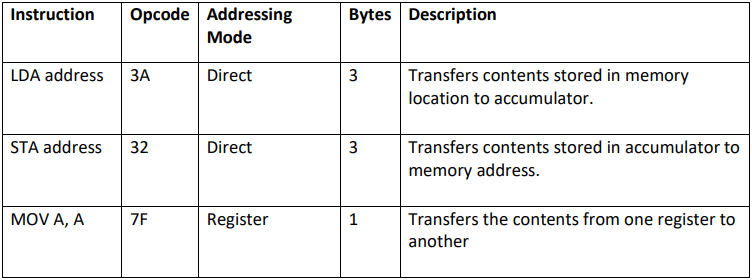 Instruction Opcode Addressing Mode Bytes Description
LDA address 3A Direct 3 Transfers contents stored in memory
location to accumulator.
STA address 32 Direct 3 Transfers contents stored in accumulator to
memory address.
MOV A, A 7F Register 1 Transfers the contents from one register to
another